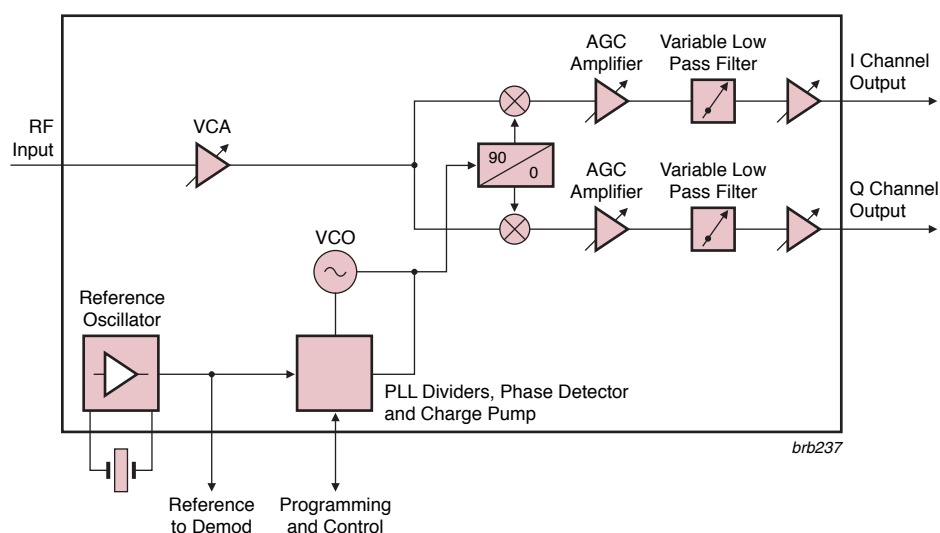 AGC
Amplifier
Variable Low
Pass Filter
I Channel
Output
RF
Input
VCA
90
0
AGC
Amplifier
Variable Low
Pass Filter
Q Channel
Output
VCO
Reference
Oscillator
PLL Dividers, Phase Detector
and Charge Pump
brb237
Reference
to Demod
Programming
and Control